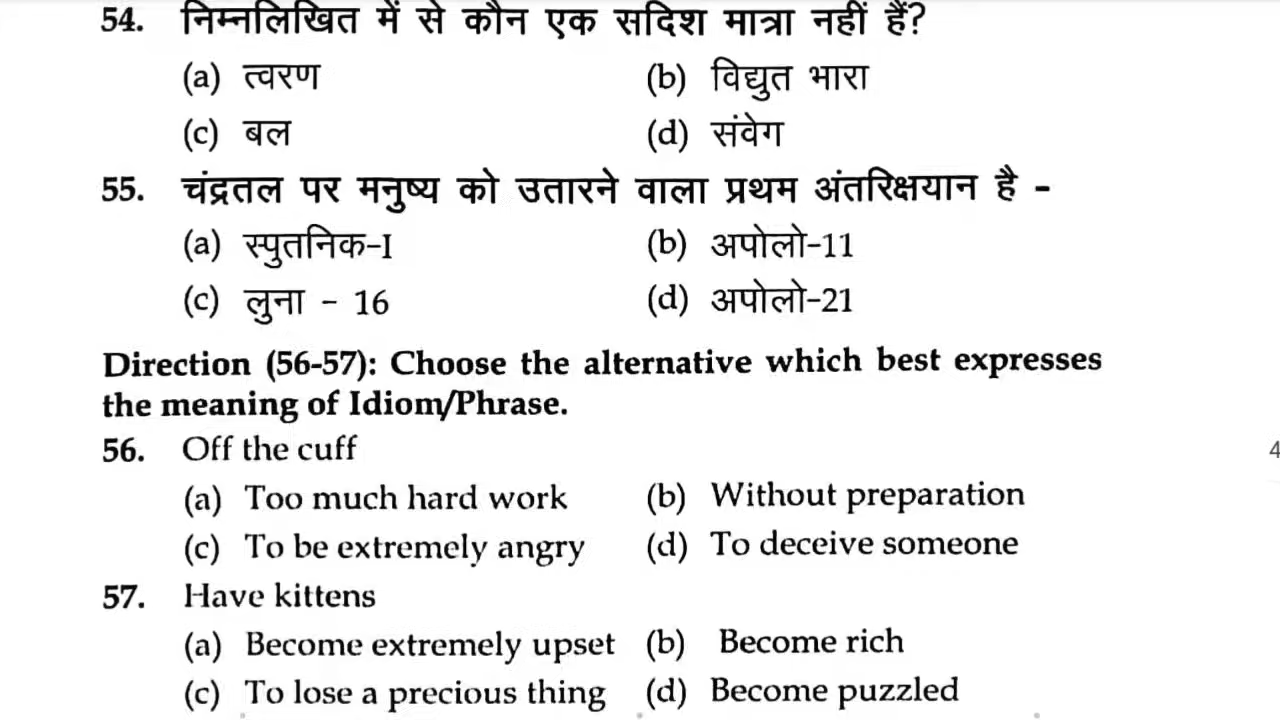 54. निम्नलिखित में से कौन एक सदिश मात्रा नहीं हैं?
(a) त्वरण (b) विद्युत भारा
(c) बल (d) संवेग
55. चंद्रतल पर मनुष्य को उतारने वाला प्रथम अंतरिक्षयान है -
(a) स्पुतनिक-I (b) अपोलो-11
(c) लुना - 16 (d) अपोलो-21
Direction (56-57): Choose the alternative which best expresses
the meaning of Idiom/Phrase.
56. Off the cuff
(a) Too much hard work (b) Without preparation
(c) To be extremely angry (d) To deceive someone
57. Have kittens
(a) Become extremely upset (b) Become rich
(c) To lose a precious thing (d) Become puzzled
4